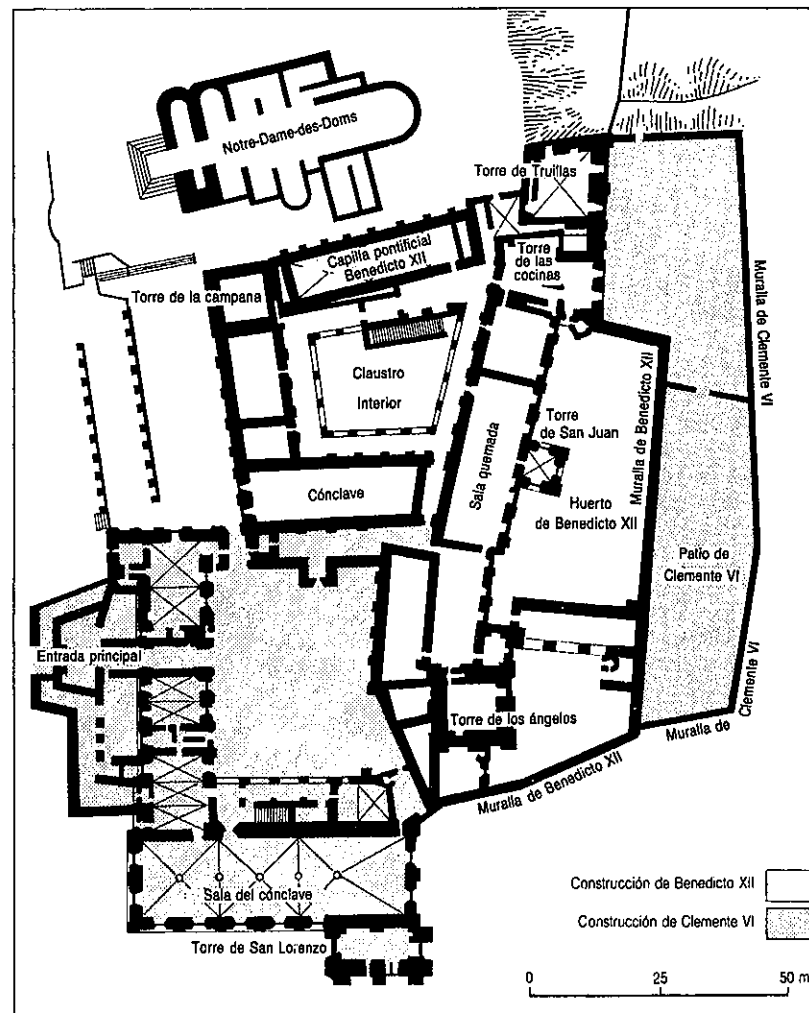 Notre-Dame-des-Doms
Torre de Truillas
Capilla pontificial
Benedicto XII
Torre
de las
cocinas
Torre de la campana
Muralla de Clemente VI
Claustro
Interior
Muralla de Benedicto XII
Torre
de San Juan
Sala quemada
Cónclave
Huerto
de Benedicto XII
Patio de
Clemente VI
Entrada principal
Torre de los ángelos
Muralla de Clemente VI
Muralla de Benedicto XII
Sala del cónclave
Torre de San Lorenzo
Construcción de Benedicto XII
Construcción de Clemente VI
0 25 50 m